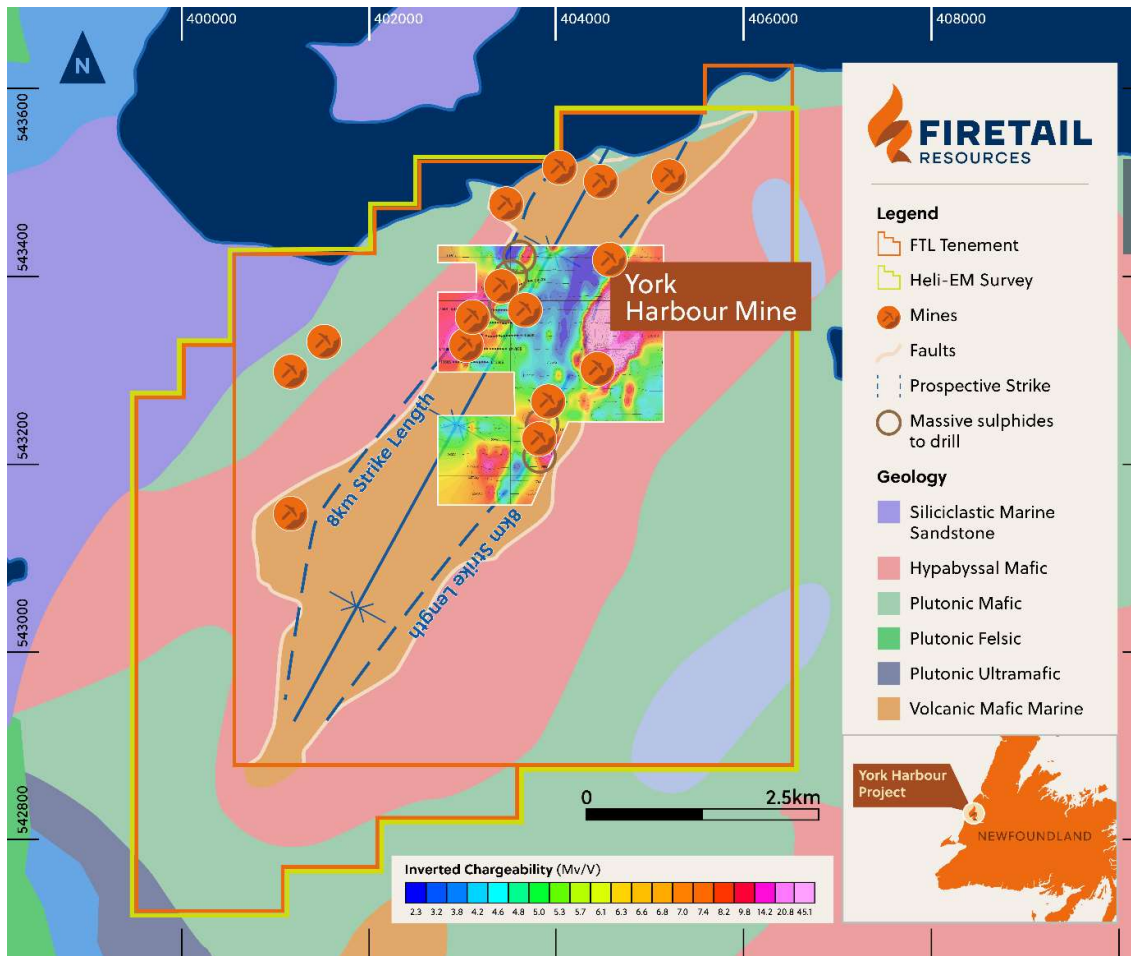 400000
402000
404000
406000
408000
N
543600
543400
543200
543000
542800
York
Harbour Mine
8km Strike Length
8km Strike Length
0
2.5km
Inverted Chargeability (Mv/V)
2.3 3.2 3.8 4.2 4.6 4.8 5.0 5.3 5.7 6.1 6.3 6.6 6.8 7.0 7.4 8.2 9.8 14.2 20.8 45.1
FIRETAIL
RESOURCES
Legend
FTL Tenement
Heli-EM Survey
Mines
Faults
Prospective Strike
Massive sulphides
to drill
Geology
Siliciclastic Marine
Sandstone
Hypabyssal Mafic
Plutonic Mafic
Plutonic Felsic
Plutonic Ultramafic
Volcanic Mafic Marine
York Harbour
Project
NEWFOUNDLAND